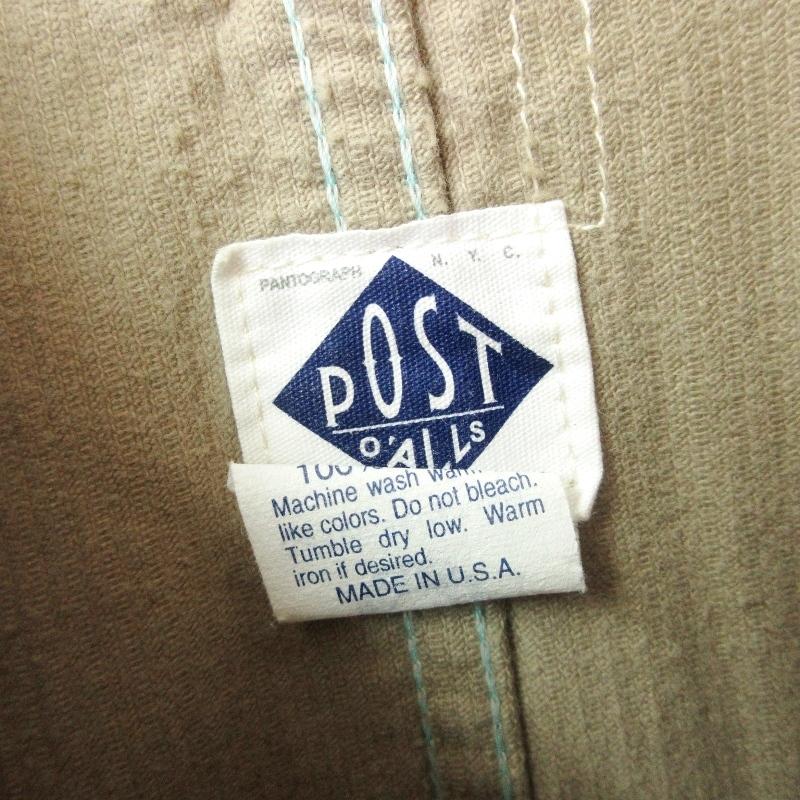 PANTOGRAPH N. Y. C.
POST
O'ALLS
100%
Machine wash warm.
like colors. Do not bleach.
Tumble dry low. Warm
iron if desired.
MADE IN U.S.A.